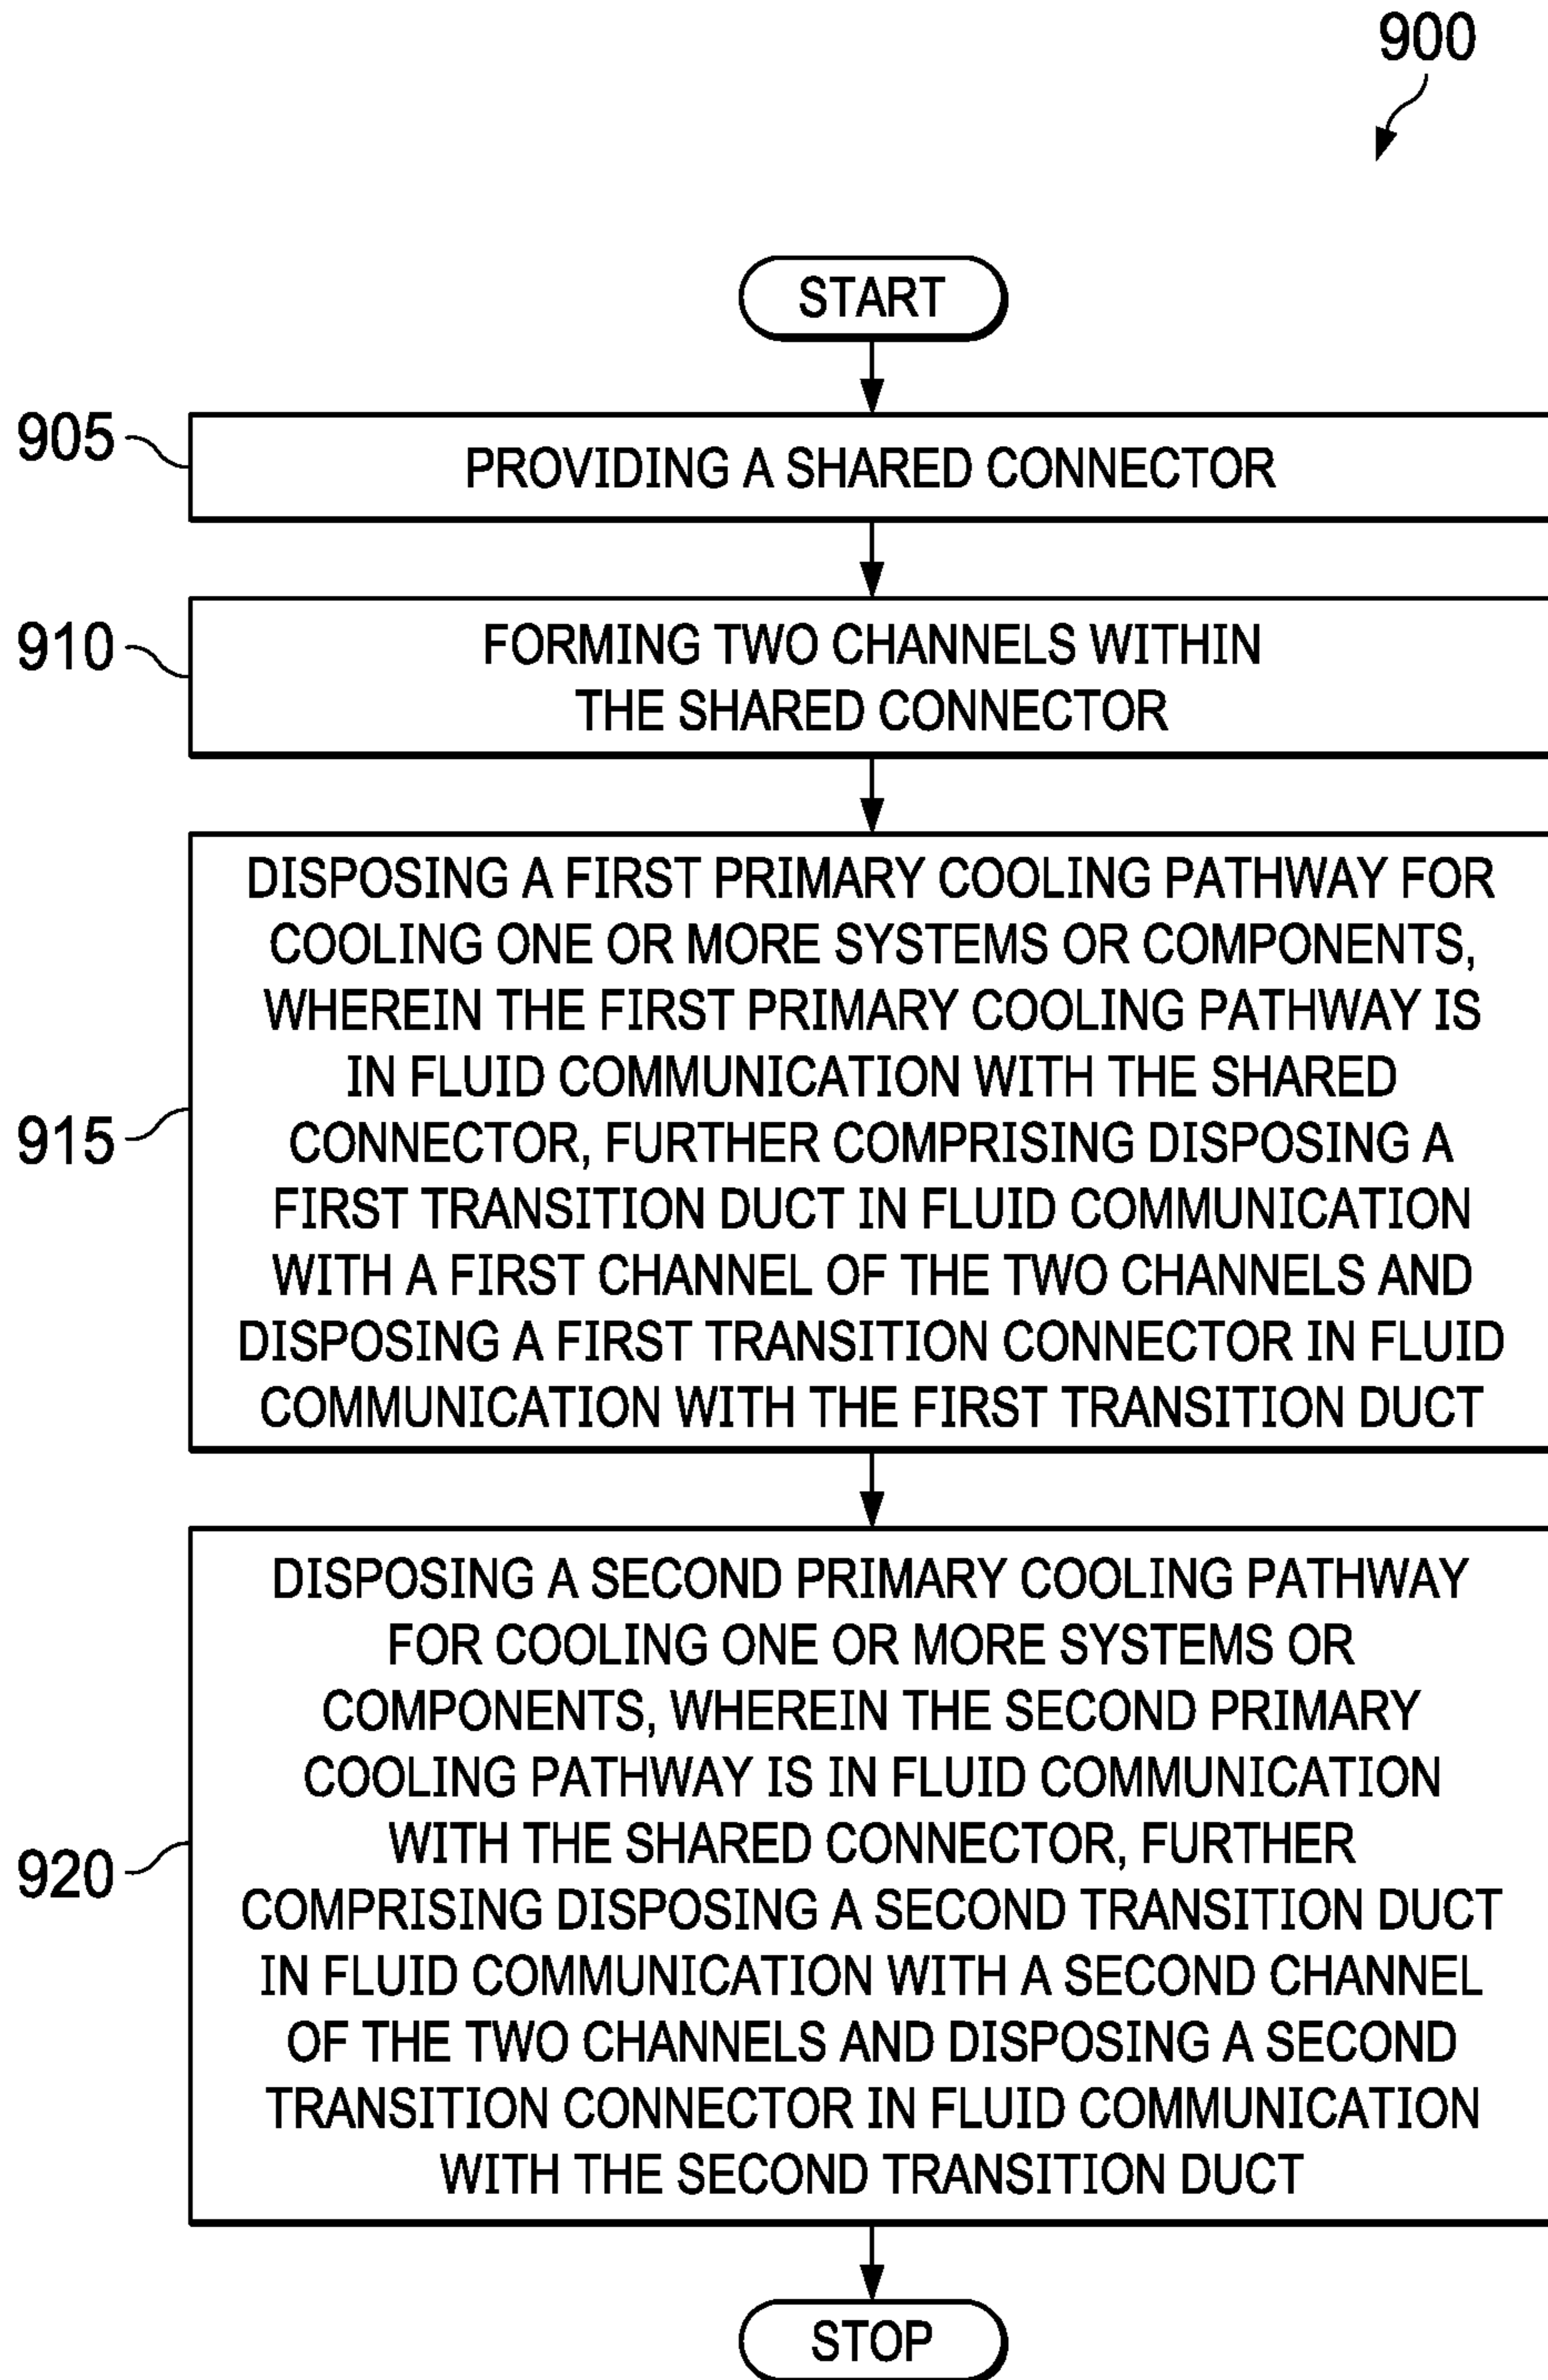 900
START
905
PROVIDING A SHARED CONNECTOR
910
FORMING TWO CHANNELS WITHIN
THE SHARED CONNECTOR
915
DISPOSING A FIRST PRIMARY COOLING PATHWAY FOR
COOLING ONE OR MORE SYSTEMS OR COMPONENTS,
WHEREIN THE FIRST PRIMARY COOLING PATHWAY IS
IN FLUID COMMUNICATION WITH THE SHARED
CONNECTOR, FURTHER COMPRISING DISPOSING A
FIRST TRANSITION DUCT IN FLUID COMMUNICATION
WITH A FIRST CHANNEL OF THE TWO CHANNELS AND
DISPOSING A FIRST TRANSITION CONNECTOR IN FLUID
COMMUNICATION WITH THE FIRST TRANSITION DUCT
920
DISPOSING A SECOND PRIMARY COOLING PATHWAY
FOR COOLING ONE OR MORE SYSTEMS OR
COMPONENTS, WHEREIN THE SECOND PRIMARY
COOLING PATHWAY IS IN FLUID COMMUNICATION
WITH THE SHARED CONNECTOR, FURTHER
COMPRISING DISPOSING A SECOND TRANSITION DUCT
IN FLUID COMMUNICATION WITH A SECOND CHANNEL
OF THE TWO CHANNELS AND DISPOSING A SECOND
TRANSITION CONNECTOR IN FLUID COMMUNICATION
WITH THE SECOND TRANSITION DUCT
STOP